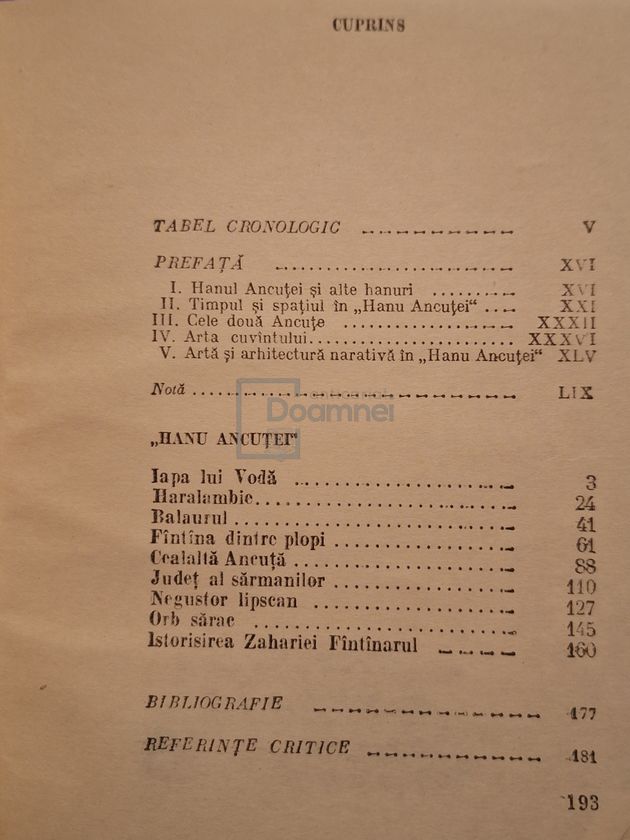 CUPRINS
TABEL CRONOLOGIC .......... V
PREFAȚĂ .......... XVI
I. Hanul Ancuței și alte hanuri .......... XVI
II. Timpul și spațiul în „Hanu Ancuței“ .... XXI
III. Cele două Ancuțe .......... XXXII
IV. Arta cuvîntului.......... XXXVI
V. Artă și arhitectură narativă în „Hanu Ancuței“ XLV
Notă .......... LIX
Doamnei
„HANU ANCUȚEI“
Iapa lui Vodă .......... 3
Haralambie.......... 24
Balaurul .......... 41
Fîntîna dintre plopi .......... 61
Cealaltă Ancuță .......... 88
Județ al sărmanilor .......... 110
Negustor lipscan .......... 127
Orb sărac .......... 145
Istorisirea Zahariei Fîntînarul .......... 160
BIBLIOGRAFIE .......... 177
REFERINȚE CRITICE .......... 181
193